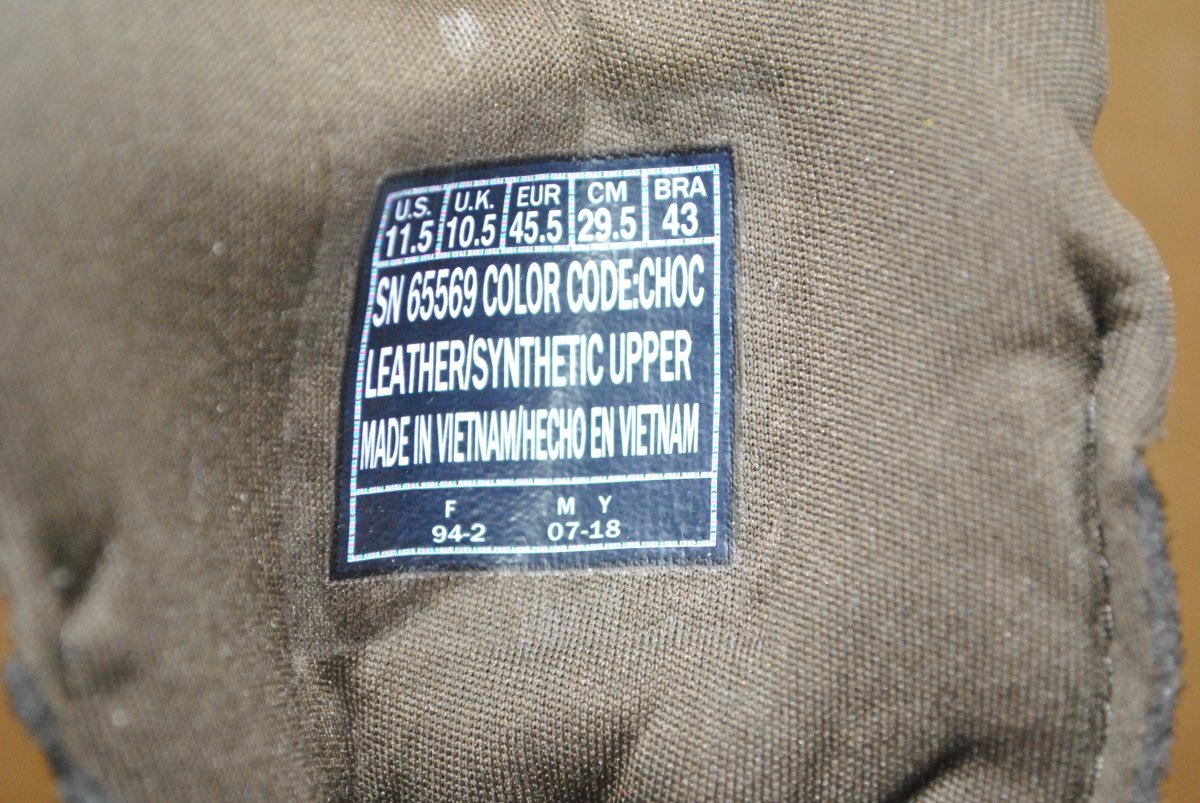 U.S. U.K. EUR CM BRA
11.5 10.5 45.5 29.5 43
SN 65569 COLOR CODE:CHOC
LEATHER/SYNTHETIC UPPER
MADE IN VIETNAM/HECHO EN VIETNAM
F M Y
94-2 07-18